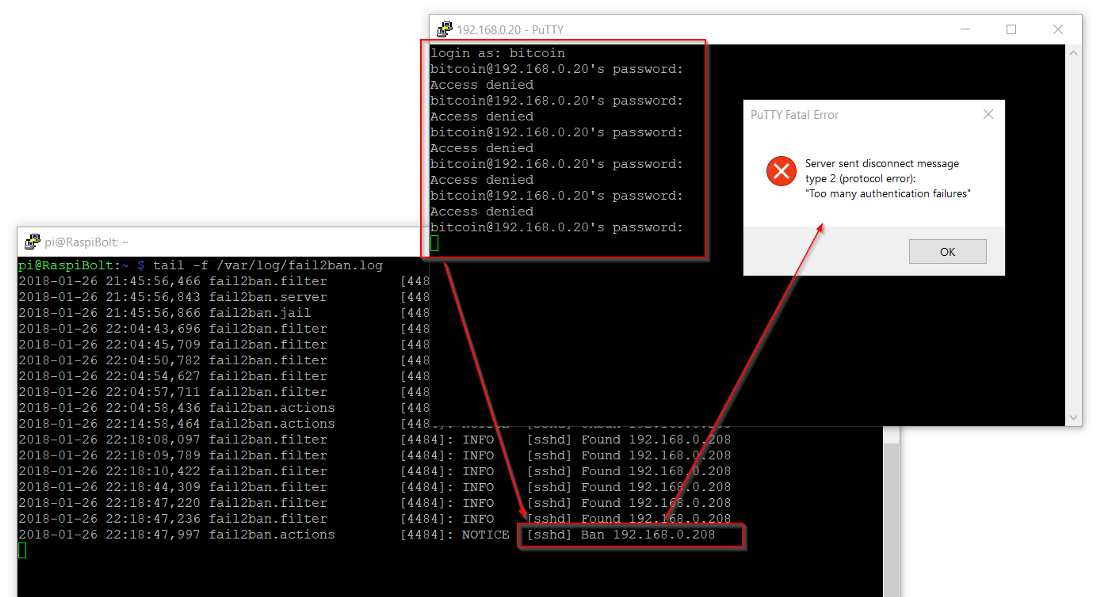 192.168.0.20 - PuTTY
login as: bitcoin
bitcoin@192.168.0.20's password:
Access denied
bitcoin@192.168.0.20's password:
Access denied
bitcoin@192.168.0.20's password:
Access denied
bitcoin@192.168.0.20's password:
Access denied
bitcoin@192.168.0.20's password:
Access denied
bitcoin@192.168.0.20's password:
PuTTY Fatal Error
Server sent disconnect message
type 2 (protocol error):
"Too many authentication failures"
OK
pi@RaspiBolt: ~
pi@RaspiBolt:~ $ tail -f /var/log/fail2ban.log
2018-01-26 21:45:56,466 fail2ban.filter [448
2018-01-26 21:45:56,843 fail2ban.server [448
2018-01-26 21:45:56,866 fail2ban.jail [448
2018-01-26 22:04:43,696 fail2ban.filter [448
2018-01-26 22:04:45,709 fail2ban.filter [448
2018-01-26 22:04:50,782 fail2ban.filter [448
2018-01-26 22:04:54,627 fail2ban.filter [448
2018-01-26 22:04:57,711 fail2ban.filter [448
2018-01-26 22:04:58,436 fail2ban.actions [448
2018-01-26 22:14:58,464 fail2ban.actions [4484]: NOTICE [sshd] Unban 192.168.0.208
2018-01-26 22:18:08,097 fail2ban.filter [4484]: INFO [sshd] Found 192.168.0.208
2018-01-26 22:18:09,789 fail2ban.filter [4484]: INFO [sshd] Found 192.168.0.208
2018-01-26 22:18:10,422 fail2ban.filter [4484]: INFO [sshd] Found 192.168.0.208
2018-01-26 22:18:44,309 fail2ban.filter [4484]: INFO [sshd] Found 192.168.0.208
2018-01-26 22:18:47,220 fail2ban.filter [4484]: INFO [sshd] Found 192.168.0.208
2018-01-26 22:18:47,236 fail2ban.filter [4484]: INFO [sshd] Found 192.168.0.208
2018-01-26 22:18:47,997 fail2ban.actions [4484]: NOTICE [sshd] Ban 192.168.0.208